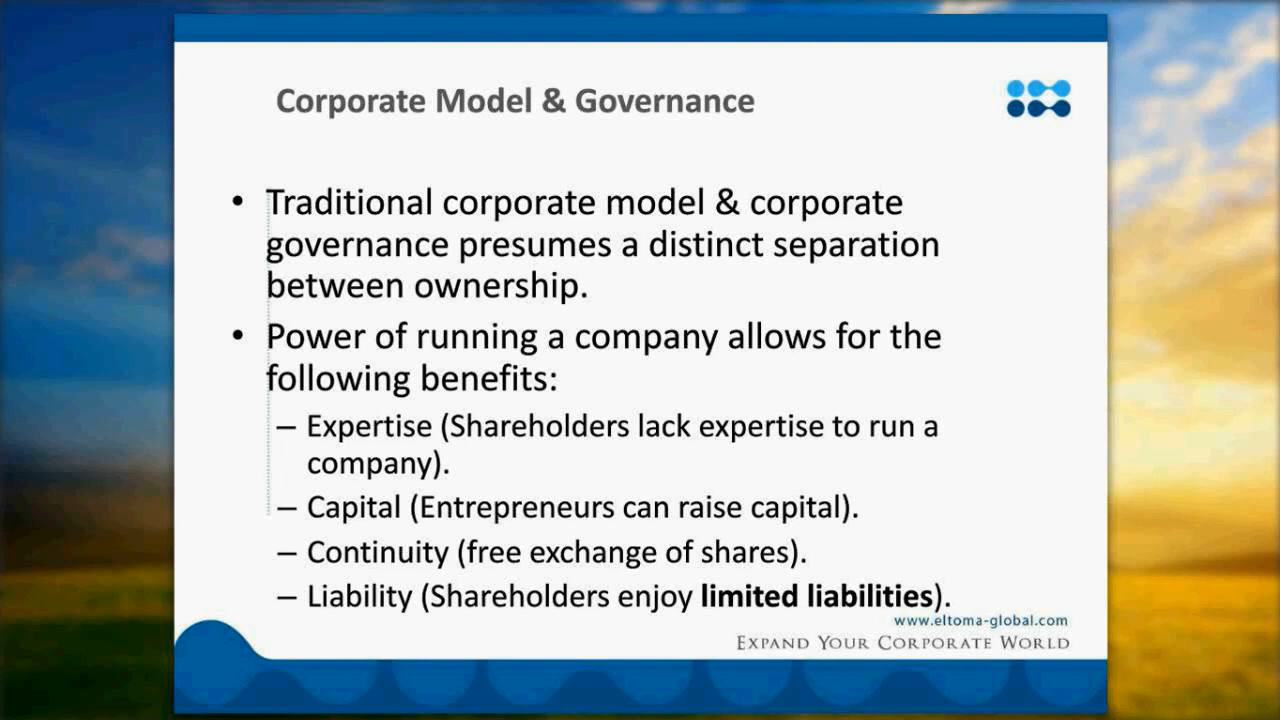 Corporate Model & Governance
• Traditional corporate model & corporate
governance presumes a distinct separation
between ownership.
• Power of running a company allows for the
following benefits:
– Expertise (Shareholders lack expertise to run a
company).
– Capital (Entrepreneurs can raise capital).
– Continuity (free exchange of shares).
– Liability (Shareholders enjoy limited liabilities).
www.eltoma-global.com
EXPAND YOUR CORPORATE WORLD